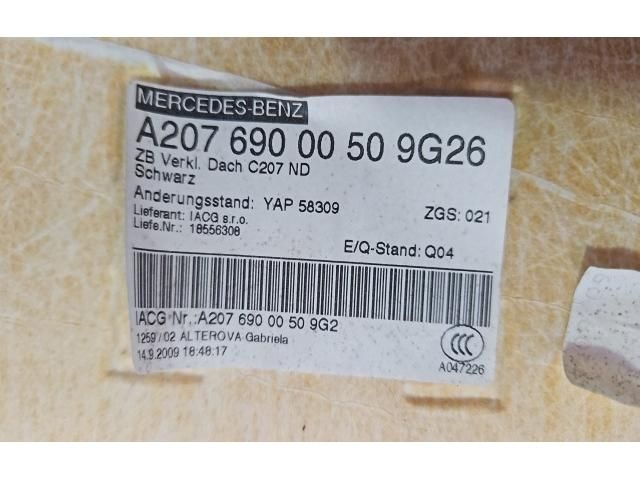 MERCEDES-BENZ
A207 690 00 50 9G26
ZB Verkl. Dach C207 ND
Schwarz
Änderungsstand: YAP 58309
ZGS: 021
Lieferant: IACG s.r.o.
Liefe.Nr.: 18556308
E/Q-Stand: Q04
IACG Nr.:A207 690 00 50 9G2
1259 / 02 ALTEROVA Gabriela
14.9.2009 18:48:17
CCC
A047226